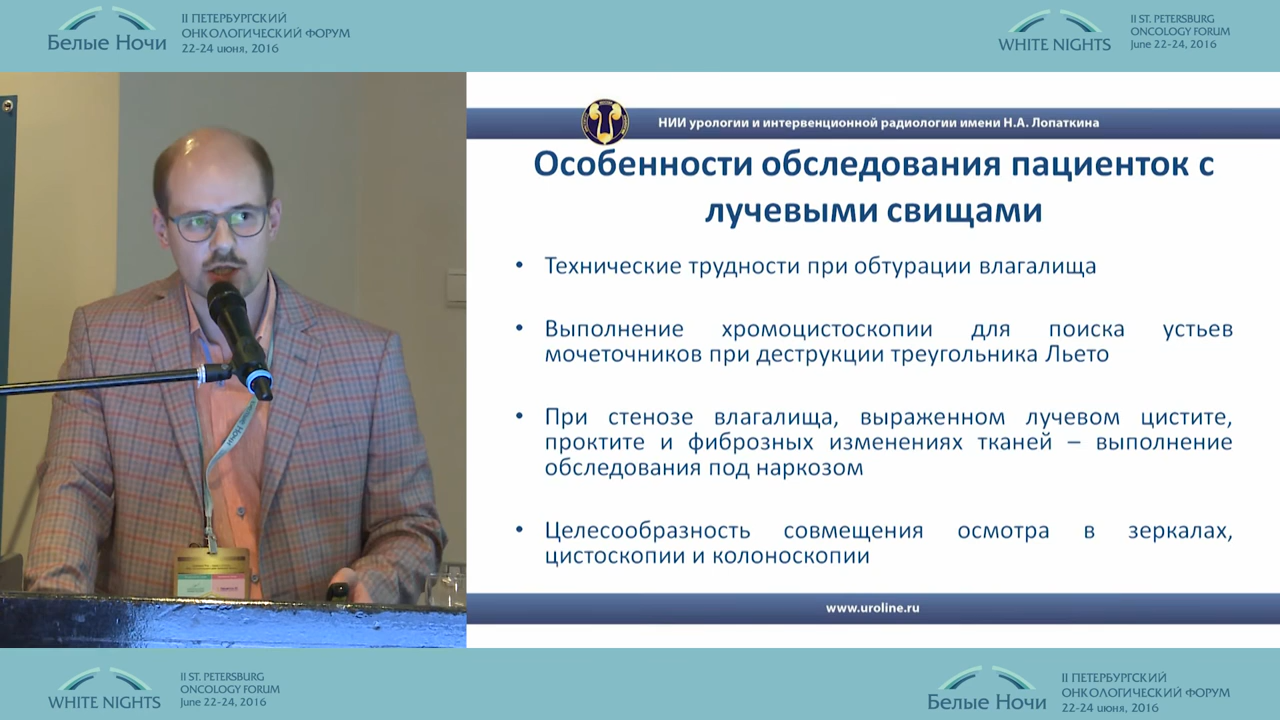 Белые Ночи
II ПЕТЕРБУРГСКИЙ
ОНКОЛОГИЧЕСКИЙ ФОРУМ
22-24 июня, 2016
WHITE NIGHTS
II ST. PETERSBURG
ONCOLOGY FORUM
June 22-24, 2016
НИИ урологии и интервенционной радиологии имени Н.А. Лопаткина
Особенности обследования пациенток с
лучевыми свищами
• Технические трудности при обтурации влагалища
• Выполнение хромоцистоскопии для поиска устьев
мочеточников при деструкции треугольника Льето
• При стенозе влагалища, выраженном лучевом цистите,
проктите и фиброзных изменениях тканей – выполнение
обследования под наркозом
• Целесообразность совмещения осмотра в зеркалах,
цистоскопии и колоноскопии
www.uroline.ru
WHITE NIGHTS
II ST. PETERSBURG
ONCOLOGY FORUM
June 22-24, 2016
Белые Ночи
II ПЕТЕРБУРГСКИЙ
ОНКОЛОГИЧЕСКИЙ ФОРУМ
22-24 июня, 2016